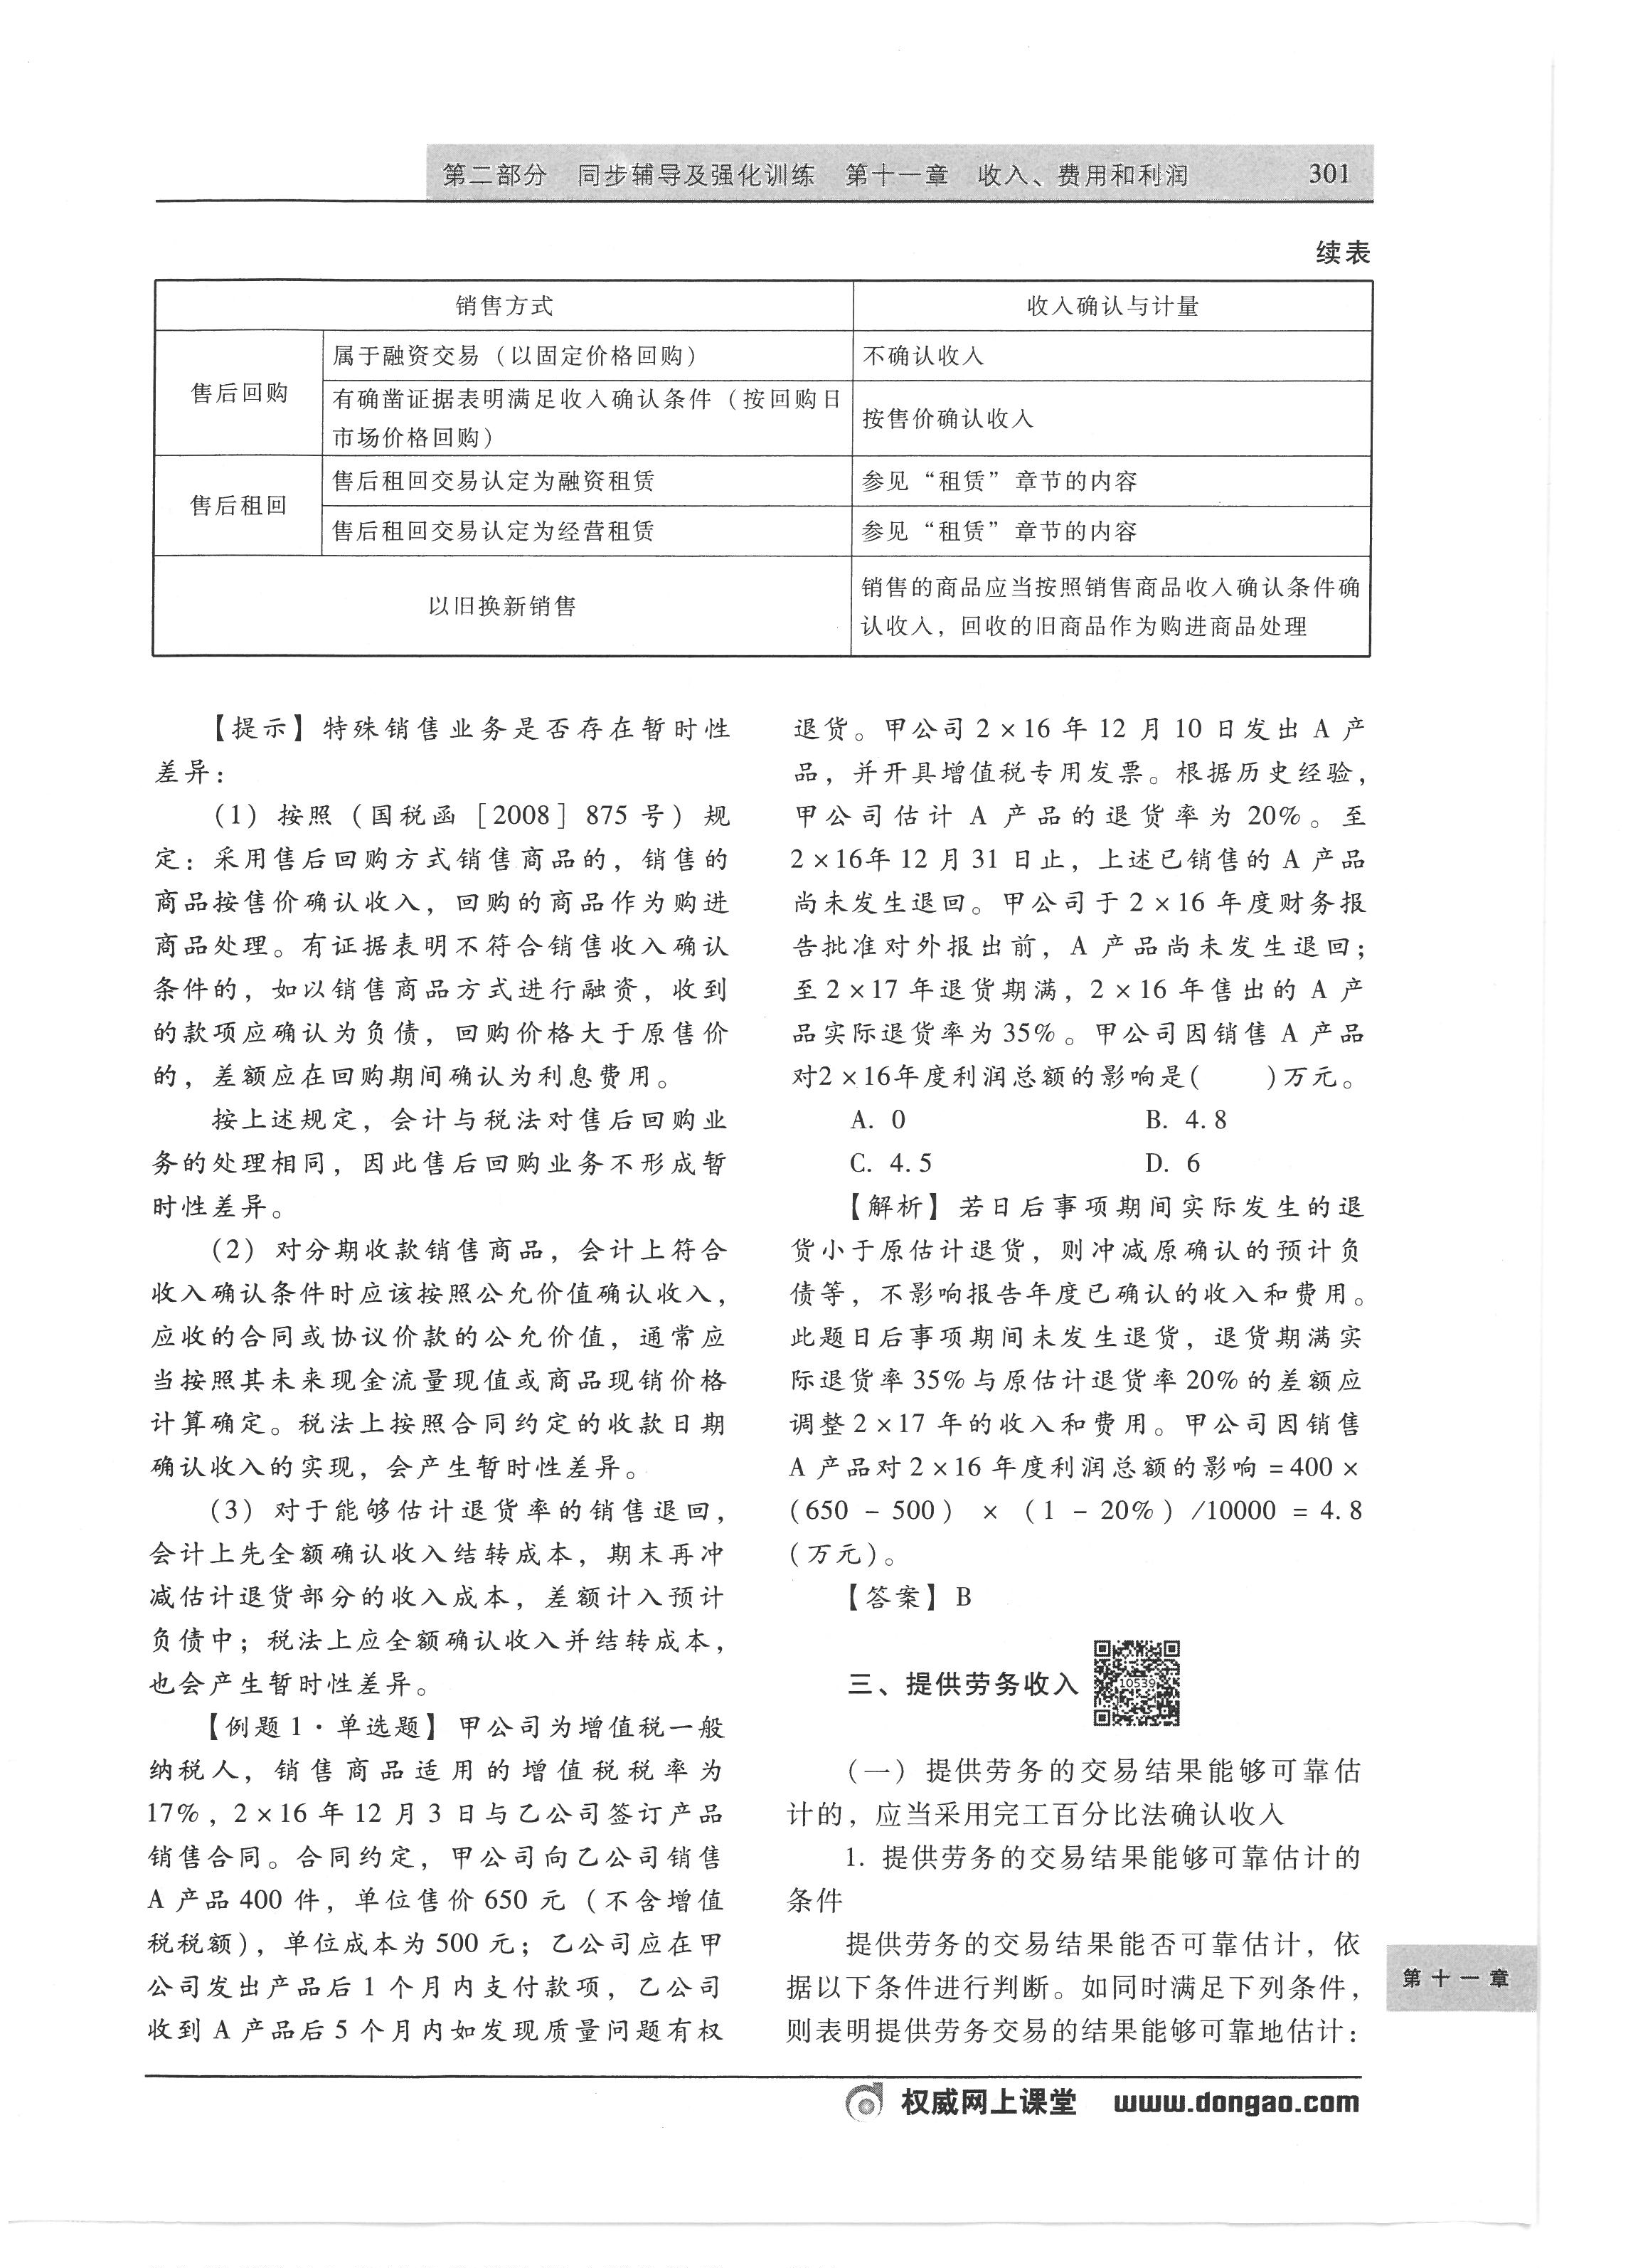 第二部分 同步辅导及强化训练 第十一章 收入、费用和利润 301
续表
销售方式 收入确认与计量
售后回购
属于融资交易（以固定价格回购） 不确认收入
有确凿证据表明满足收入确认条件（按回购日
市场价格回购）
按售价确认收入
售后租回
售后租回交易认定为融资租赁 参见“租赁”章节的内容
售后租回交易认定为经营租赁 参见“租赁”章节的内容
以旧换新销售
销售的商品应当按照销售商品收入确认条件确
认收入，回收的旧商品作为购进商品处理
【提示】特殊销售业务是否存在暂时性
差异：
(1) 按照（国税函［2008］875号）规
定：采用售后回购方式销售商品的，销售的
商品按售价确认收入，回购的商品作为购进
商品处理。有证据表明不符合销售收入确认
条件的，如以销售商品方式进行融资，收到
的款项应确认为负债，回购价格大于原售价
的，差额应在回购期间确认为利息费用。
按上述规定，会计与税法对售后回购业
务的处理相同，因此售后回购业务不形成暂
时性差异。
(2) 对分期收款销售商品，会计上符合
收入确认条件时应该按照公允价值确认收入，
应收的合同或协议价款的公允价值，通常应
当按照其未来现金流量现值或商品现销价格
计算确定。税法上按照合同约定的收款日期
确认收入的实现，会产生暂时性差异。
(3) 对于能够估计退货率的销售退回，
会计上先全额确认收入结转成本，期末再冲
减估计退货部分的收入成本，差额计入预计
负债中；税法上应全额确认收入并结转成本，
也会产生暂时性差异。
【例题1·单选题】甲公司为增值税一般
纳税人，销售商品适用的增值税税率为
17%，2×16年12月3日与乙公司签订产品
销售合同。合同约定，甲公司向乙公司销售
A产品400件，单位售价650元（不含增值
税税额），单位成本为500元；乙公司应在甲
公司发出产品后1个月内支付款项，乙公司
收到A产品后5个月内如发现质量问题有权
退货。甲公司2×16年12月10日发出A产
品，并开具增值税专用发票。根据历史经验，
甲公司估计A产品的退货率为20%。至
2×16年12月31日止，上述已销售的A产品
尚未发生退回。甲公司于2×16年度财务报
告批准对外报出前，A产品尚未发生退回；
至2×17年退货期满，2×16年售出的A产
品实际退货率为35%。甲公司因销售A产品
对2×16年度利润总额的影响是(  )万元。
A. 0 B. 4.8
C. 4.5 D. 6
【解析】若日后事项期间实际发生的退
货小于原估计退货，则冲减原确认的预计负
债等，不影响报告年度已确认的收入和费用。
此题日后事项期间未发生退货，退货期满实
际退货率35%与原估计退货率20%的差额应
调整2×17年的收入和费用。甲公司因销售
A产品对2×16年度利润总额的影响=400×
(650-500)×(1-20%)/10000=4.8
(万元)。
【答案】B
三、提供劳务收入 10539
（一）提供劳务的交易结果能够可靠估
计的，应当采用完工百分比法确认收入
1. 提供劳务的交易结果能够可靠估计的
条件
提供劳务的交易结果能否可靠估计，依
据以下条件进行判断。如同时满足下列条件，
则表明提供劳务交易的结果能够可靠地估计：
第十一章
权威网上课堂 www.dongao.com